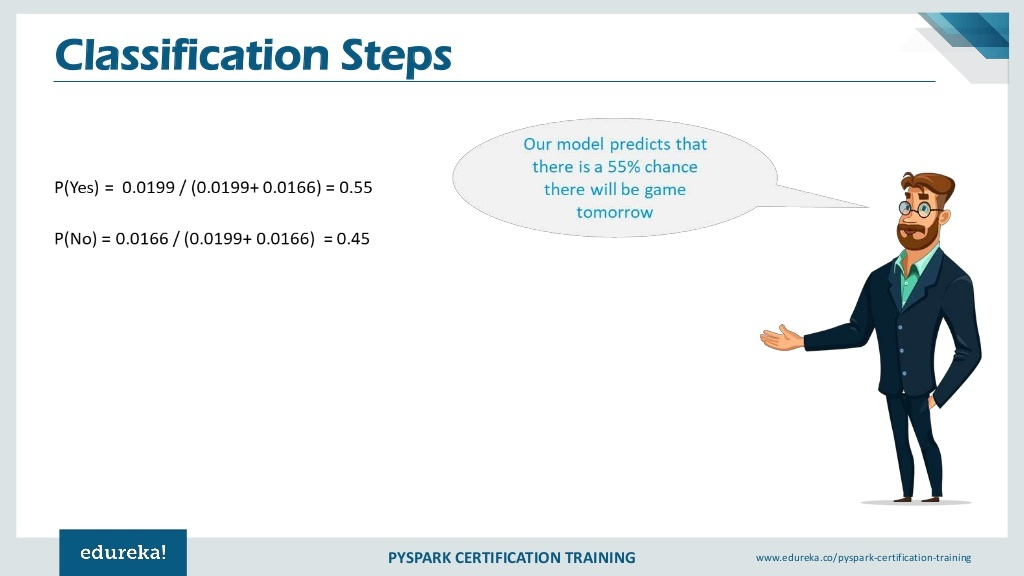 Classification Steps
P(Yes) = 0.0199 / (0.0199+ 0.0166) = 0.55
P(No) = 0.0166 / (0.0199+ 0.0166) = 0.45
Our model predicts that
there is a 55% chance
there will be game
tomorrow
edureka!
PYSPARK CERTIFICATION TRAINING
www.edureka.co/pyspark-certification-training